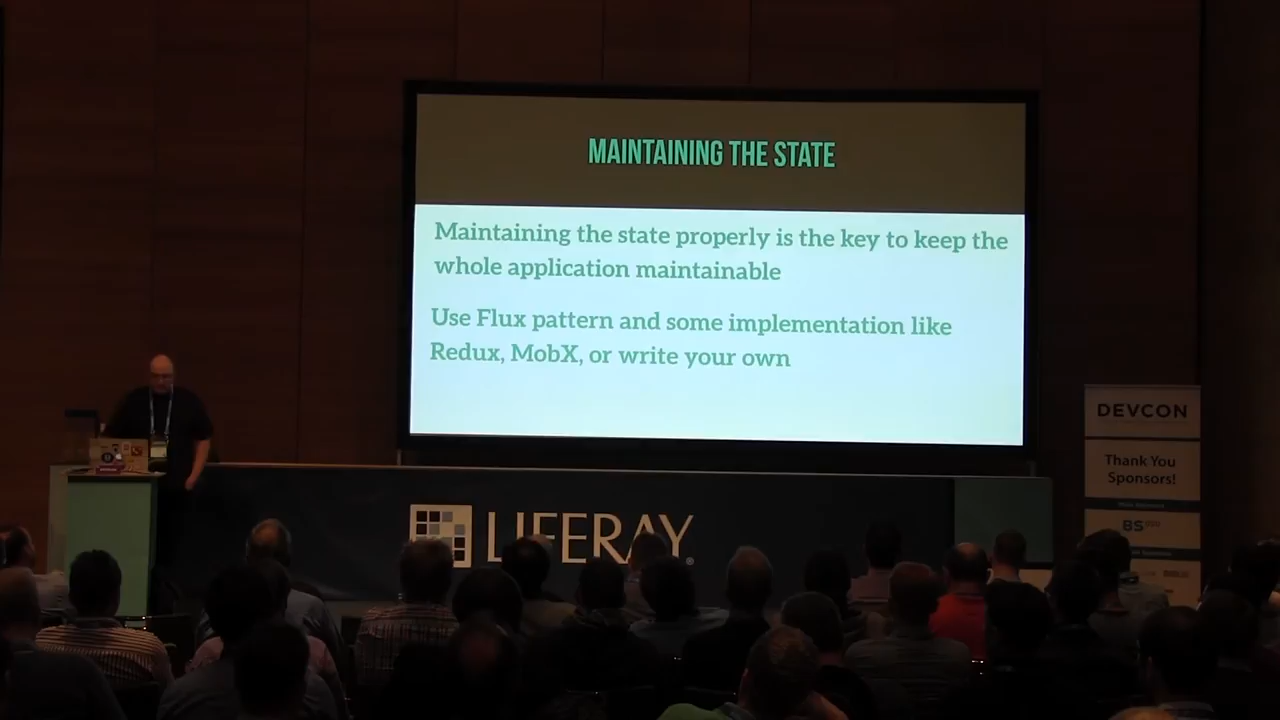 MAINTAINING THE STATE
Maintaining the state properly is the key to keep the
whole application maintainable
Use Flux pattern and some implementation like
Redux, MobX, or write your own
DEVCON
Thank You
Sponsors!
BS
LIFERAY